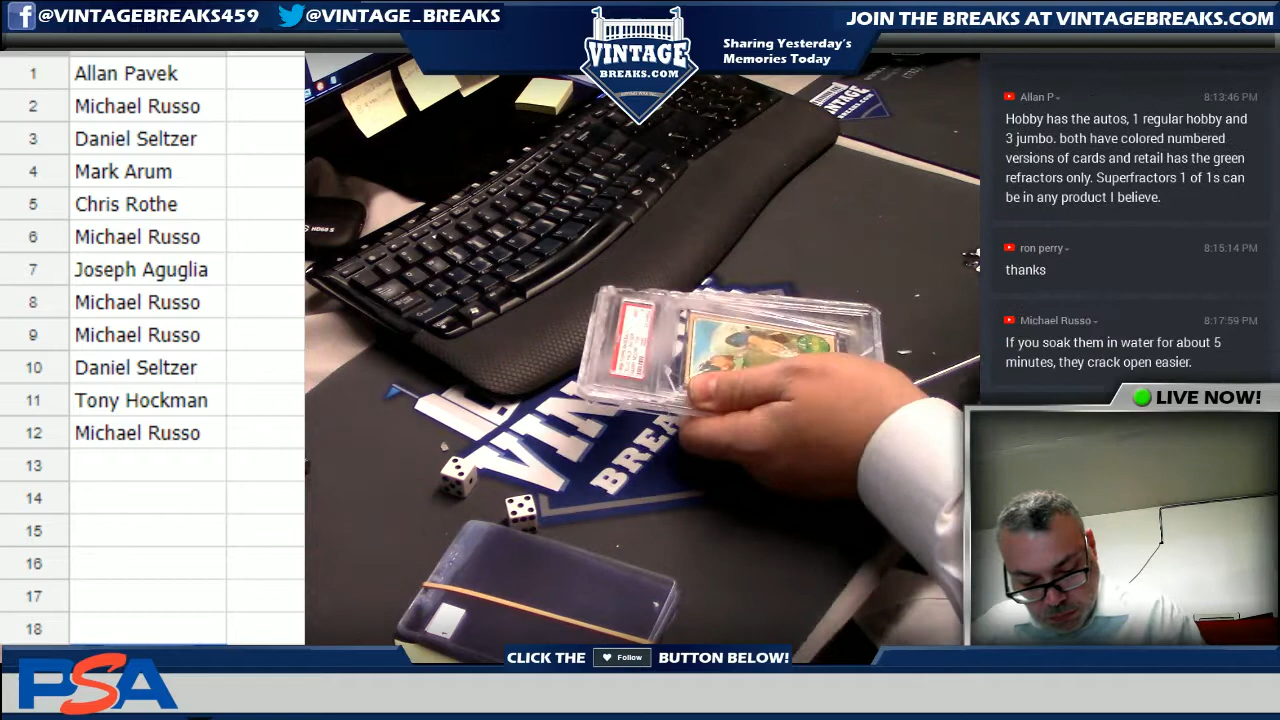 @VINTAGEBREAKS459
@VINTAGE_BREAKS
JOIN THE BREAKS AT VINTAGEBREAKS.COM
VINTAGE
BREAKS.COM
Sharing Yesterday's
Memories Today
1 Allan Pavek
2 Michael Russo
3 Daniel Seltzer
4 Mark Arum
5 Chris Rothe
6 Michael Russo
7 Joseph Aguglia
8 Michael Russo
9 Michael Russo
10 Daniel Seltzer
11 Tony Hockman
12 Michael Russo
13
14
15
16
17
18
Allan P 8:13:46 PM
Hobby has the autos, 1 regular hobby and
3 jumbo. both have colored numbered
versions of cards and retail has the green
refractors only. Superfractors 1 of 1s can
be in any product I believe.
ron perry 8:15:14 PM
thanks
Michael Russo 8:17:59 PM
If you soak them in water for about 5
minutes, they crack open easier.
LIVE NOW!
VIN
BREA
CLICK THE Follow BUTTON BELOW!
PSA